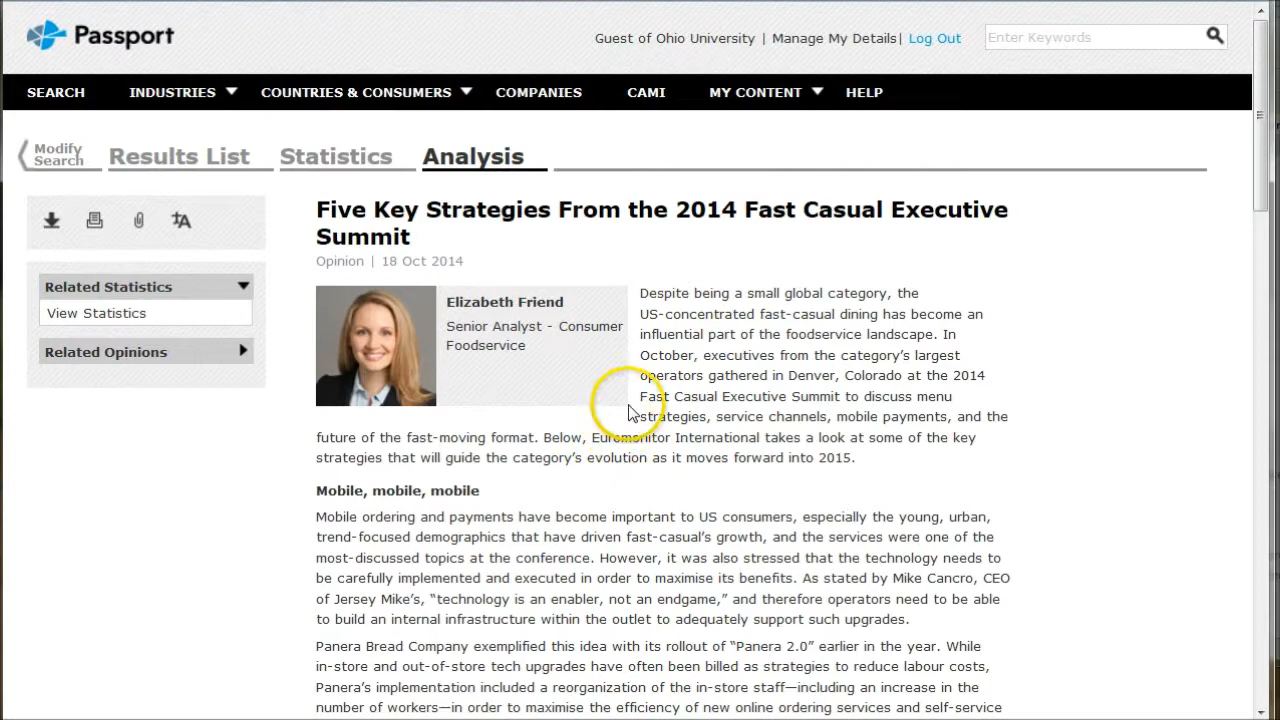 Passport
Guest of Ohio University | Manage My Details| Log Out
Enter Keywords
SEARCH INDUSTRIES COUNTRIES & CONSUMERS COMPANIES CAMI MY CONTENT HELP
Modify
Search
Results List Statistics Analysis
Related Statistics
View Statistics
Related Opinions
Five Key Strategies From the 2014 Fast Casual Executive
Summit
Opinion | 18 Oct 2014
Elizabeth Friend
Senior Analyst - Consumer
Foodservice
Despite being a small global category, the
US-concentrated fast-casual dining has become an
influential part of the foodservice landscape. In
October, executives from the category's largest
operators gathered in Denver, Colorado at the 2014
Fast Casual Executive Summit to discuss menu
strategies, service channels, mobile payments, and the
future of the fast-moving format. Below, Euromonitor International takes a look at some of the key
strategies that will guide the category's evolution as it moves forward into 2015.
Mobile, mobile, mobile
Mobile ordering and payments have become important to US consumers, especially the young, urban,
trend-focused demographics that have driven fast-casual's growth, and the services were one of the
most-discussed topics at the conference. However, it was also stressed that the technology needs to
be carefully implemented and executed in order to maximise its benefits. As stated by Mike Cancro, CEO
of Jersey Mike's, “technology is an enabler, not an endgame,” and therefore operators need to be able
to build an internal infrastructure within the outlet to adequately support such upgrades.
Panera Bread Company exemplified this idea with its rollout of “Panera 2.0” earlier in the year. While
in-store and out-of-store tech upgrades have often been billed as strategies to reduce labour costs,
Panera's implementation included a reorganization of the in-store staff—including an increase in the
number of workers—in order to maximise the efficiency of new online ordering services and self-service